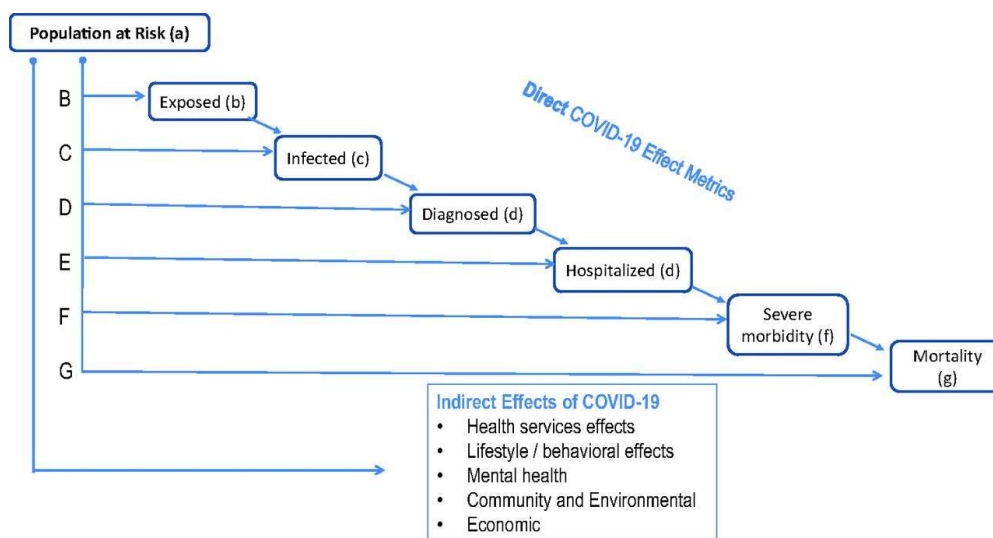 Population at Risk (a)
B
Exposed (b)
Direct COVID-19 Effect Metrics
C
Infected (c)
D
Diagnosed (d)
E
Hospitalized (d)
F
Severe
morbidity (f)
G
Mortality
(g)
Indirect Effects of COVID-19
• Health services effects
• Lifestyle / behavioral effects
• Mental health
• Community and Environmental
• Economic